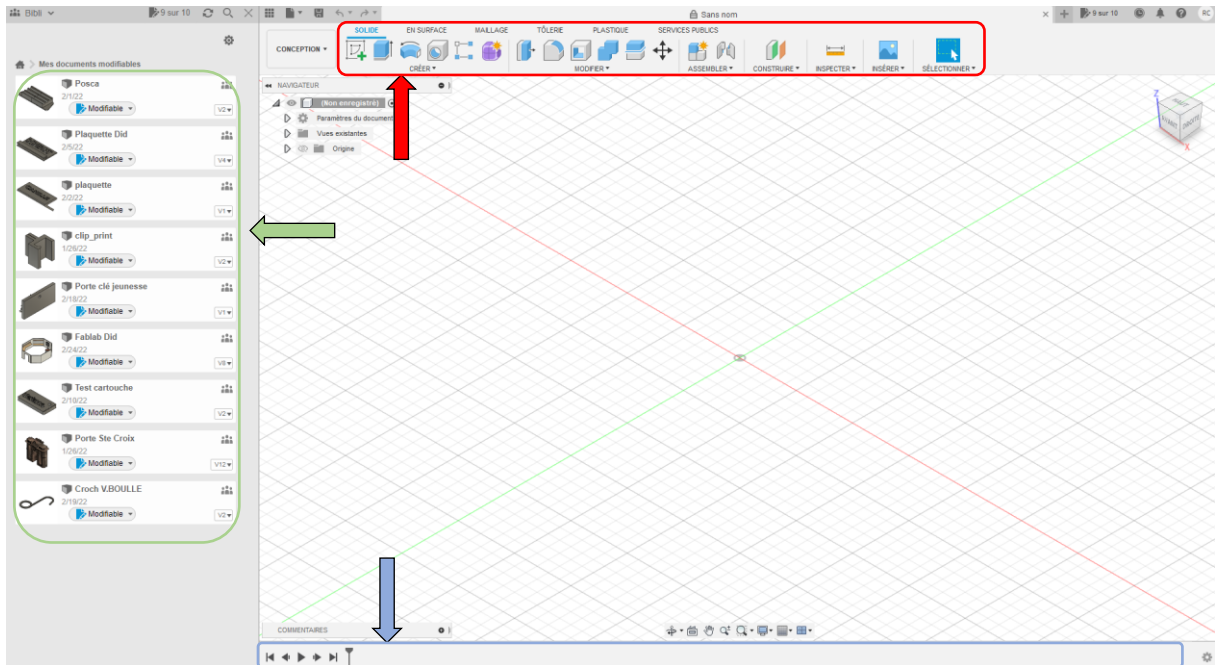 Bibli
9 sur 10
Sans nom
9 sur 10
RC
CONCEPTION
SOLIDE EN SURFACE MAILLAGE TÔLERIE PLASTIQUE SERVICES PUBLICS
CRÉER MODIFIER ASSEMBLER CONSTRUIRE INSPECTER INSÉRER SÉLECTIONNER
Mes documents modifiables
Posca
2/1/22
Modifiable
V2
Plaquette Did
2/5/22
Modifiable
V4
plaquette
2/2/22
Modifiable
V1
clip_print
1/26/22
Modifiable
V2
Porte clé jeunesse
2/18/22
Modifiable
V1
Fablab Did
2/24/22
Modifiable
V8
Test cartouche
2/10/22
Modifiable
V2
Porte Ste Croix
1/26/22
Modifiable
V12
Croch V.BOULLE
2/19/22
Modifiable
V2
NAVIGATEUR
(Non enregistré)
Paramètres du document
Vues existantes
Origine
Z
HAUT
AVANT
DROITE
X
COMMENTAIRES